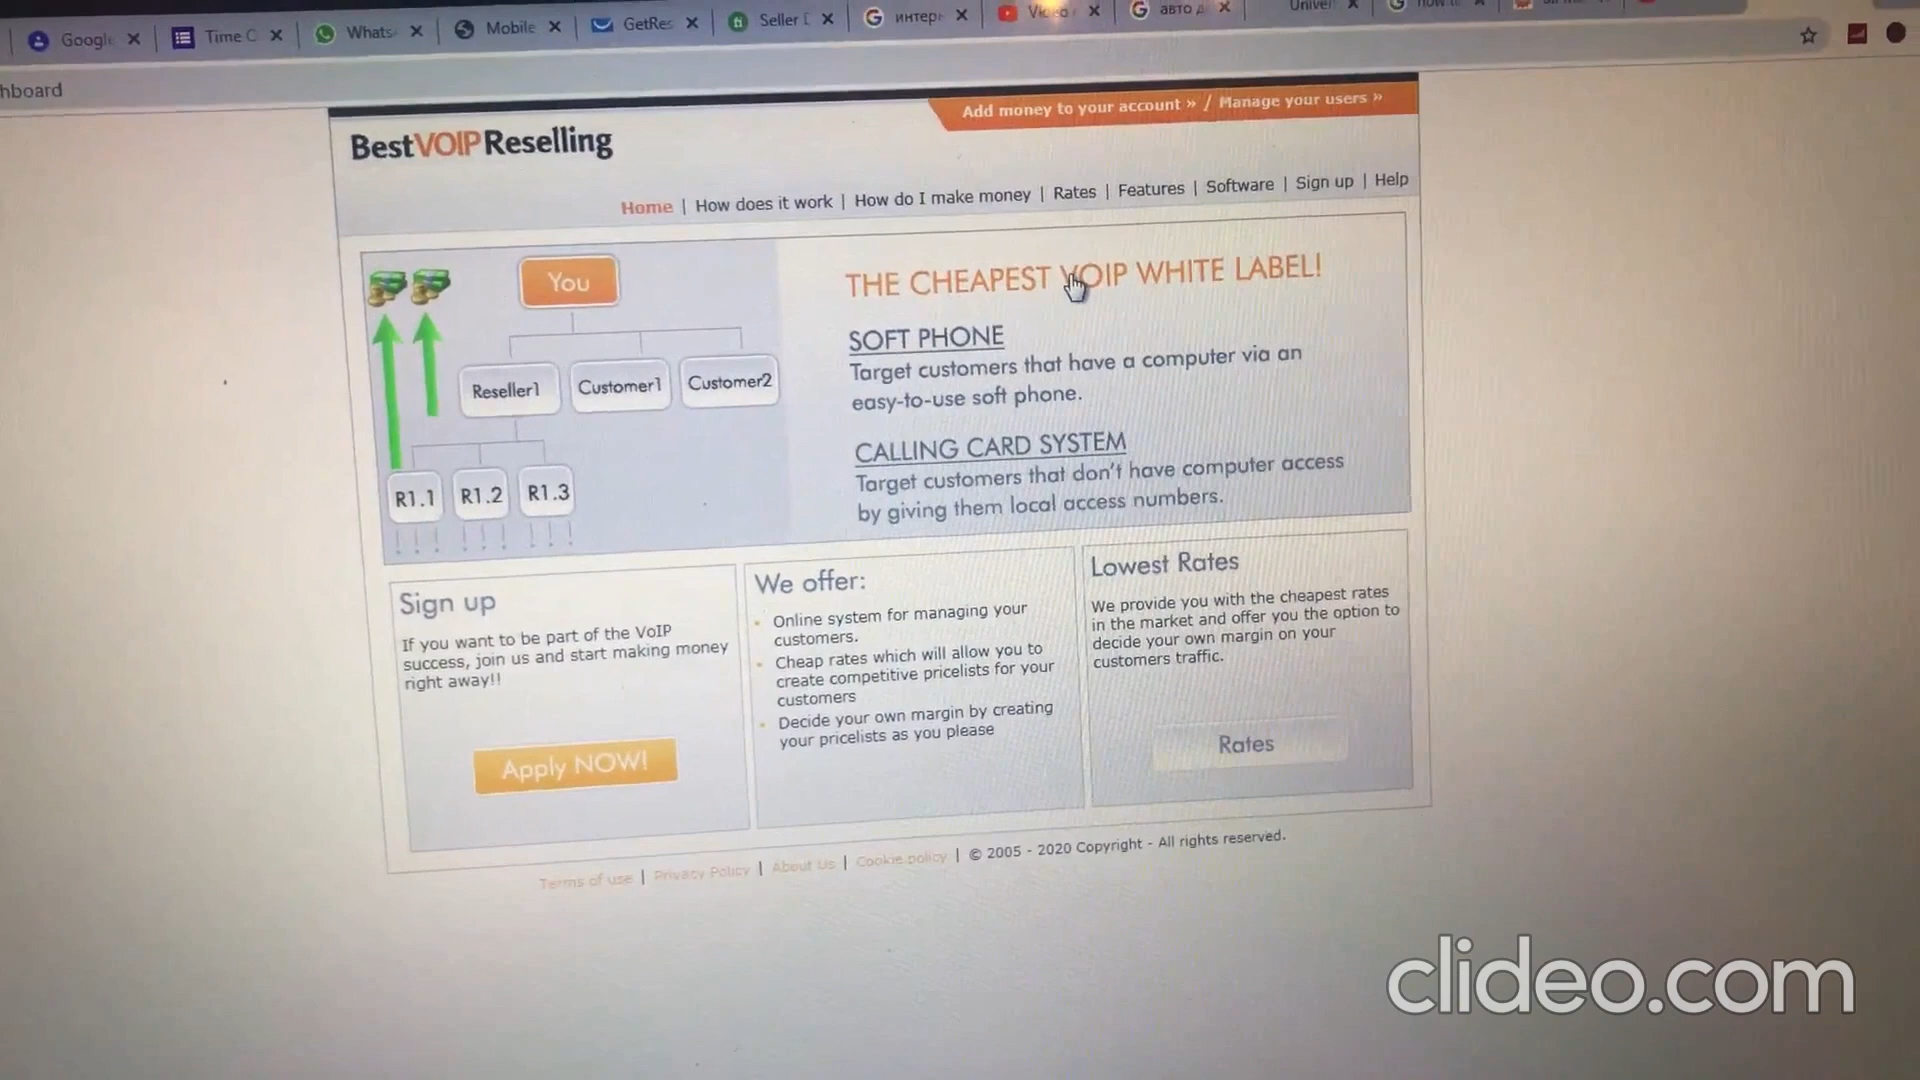 Google
Time C
Whats
Mobile
GetRes
Seller
интер
авто д
Univer
hboard
Add money to your account » / Manage your users »
BestVOIPReselling
Home | How does it work | How do I make money | Rates | Features | Software | Sign up | Help
You
Reseller1
Customer1
Customer2
R1.1
R1.2
R1.3
THE CHEAPEST VOIP WHITE LABEL!
SOFT PHONE
Target customers that have a computer via an
easy-to-use soft phone.
CALLING CARD SYSTEM
Target customers that don't have computer access
by giving them local access numbers.
Sign up
If you want to be part of the VoIP
success, join us and start making money
right away!!
Apply NOW!
We offer:
Online system for managing your
customers.
Cheap rates which will allow you to
create competitive pricelists for your
customers
Decide your own margin by creating
your pricelists as you please
Lowest Rates
We provide you with the cheapest rates
in the market and offer you the option to
decide your own margin on your
customers traffic.
Rates
Terms of use | Privacy Policy | About Us | Cookie policy | © 2005 - 2020 Copyright - All rights reserved.
clideo.com